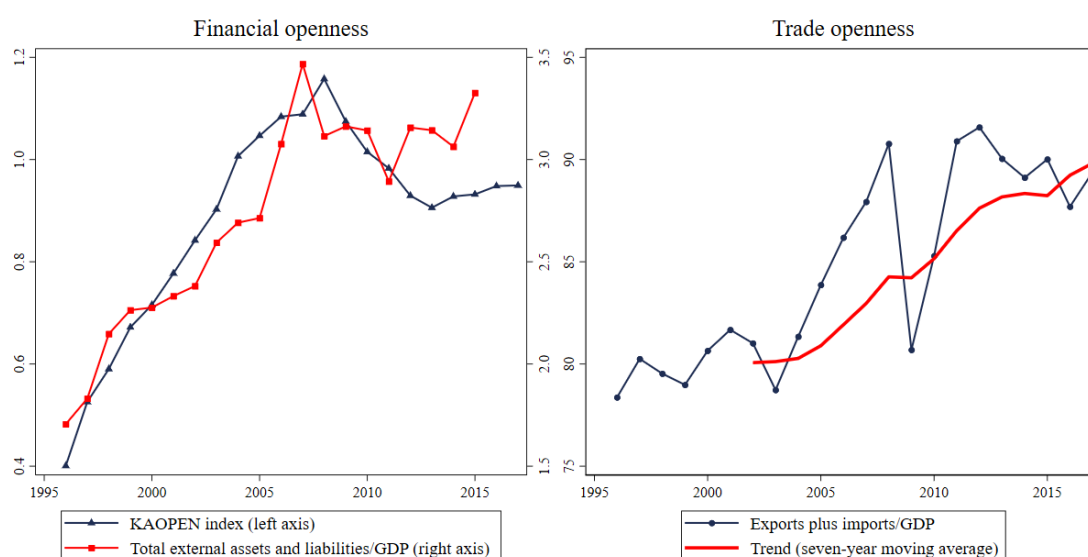 Financial openness
1.2
1.0
0.8
0.6
0.4
3.5
3.0
2.5
2.0
1.5
1995 2000 2005 2010 2015
KAOPEN index (left axis)
Total external assets and liabilities/GDP (right axis)
Trade openness
95
90
85
80
75
1995 2000 2005 2010 2015
Exports plus imports/GDP
Trend (seven-year moving average)